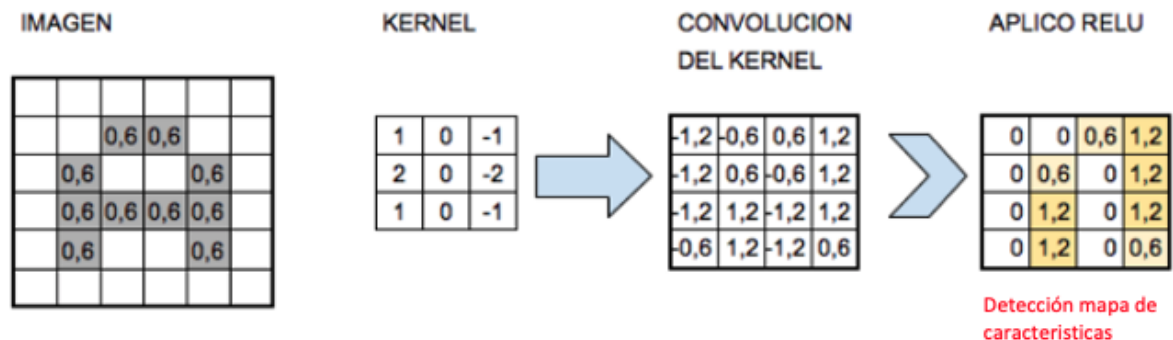 IMAGEN
KERNEL
CONVOLUCION
DEL KERNEL
APLICO RELU
0,6 0,6
0,6 0,6
0,6 0,6 0,6 0,6
0,6 0,6
1 0 -1
2 0 -2
1 0 -1
-1,2 -0,6 0,6 1,2
-1,2 0,6 -0,6 1,2
-1,2 1,2 -1,2 1,2
-0,6 1,2 -1,2 0,6
0 0 0,6 1,2
0 0,6 0 1,2
0 1,2 0 1,2
0 1,2 0 0,6
Detección mapa de
caracteristicas